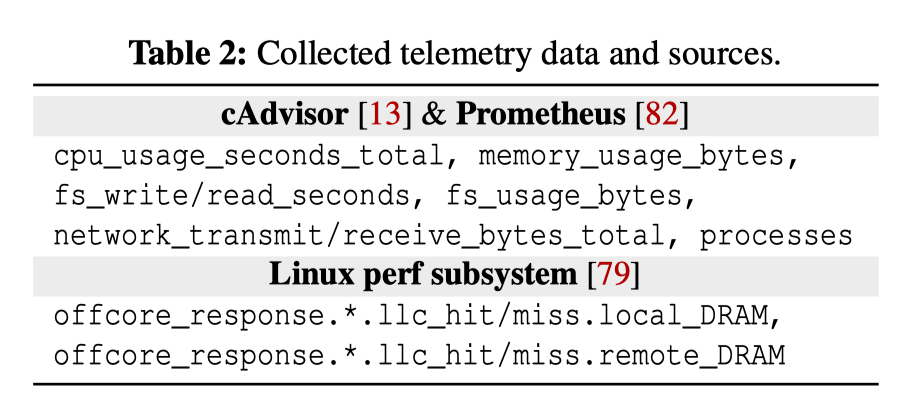 Table 2: Collected telemetry data and sources.
cAdvisor [13] & Prometheus [82]
cpu_usage_seconds_total, memory_usage_bytes,
fs_write/read_seconds, fs_usage_bytes,
network_transmit/receive_bytes_total, processes
Linux perf subsystem [79]
offcore_response.*.llc_hit/miss.local_DRAM,
offcore_response.*.llc_hit/miss.remote_DRAM